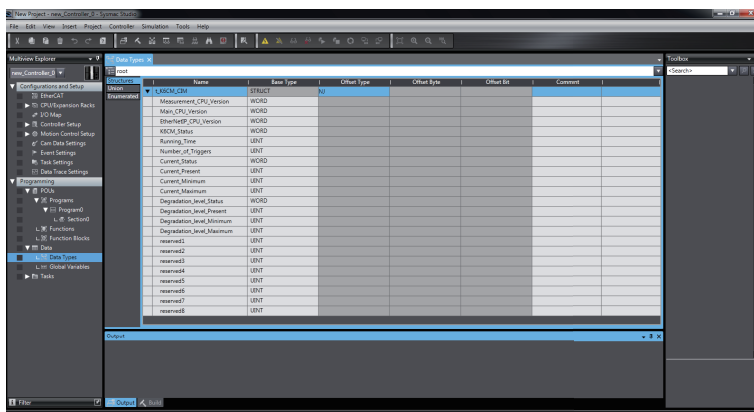 New Project - new_Controller_0 - Sysmac Studio
File Edit View Insert Project Controller Simulation Tools Help
Multiview Explorer
new_Controller_0
Configurations and Setup
EtherCAT
CPU/Expansion Racks
I/O Map
Controller Setup
Motion Control Setup
Cam Data Settings
Event Settings
Task Settings
Data Trace Settings
Programming
POUs
Programs
Program0
Section0
Functions
Function Blocks
Data
Data Types
Global Variables
Tasks
Filter
Data Types
root
Structures
Union
Enumerated
Name Base Type Offset Type Offset Byte Offset Bit Comment
t_K6CM_CIM STRUCT NJ
Measurement_CPU_Version WORD
Main_CPU_Version WORD
EtherNetIP_CPU_Version WORD
K6CM_Status WORD
Running_Time UINT
Number_of_Triggers UINT
Current_Status WORD
Current_Present UINT
Current_Minimum UINT
Current_Maximum UINT
Degradation_level_Status WORD
Degradation_level_Present UINT
Degradation_level_Minimum UINT
Degradation_level_Maximum UINT
reserved1 UINT
reserved2 UINT
reserved3 UINT
reserved4 UINT
reserved5 UINT
reserved6 UINT
reserved7 UINT
reserved8 UINT
Output
Output Build
Toolbox
<Search>